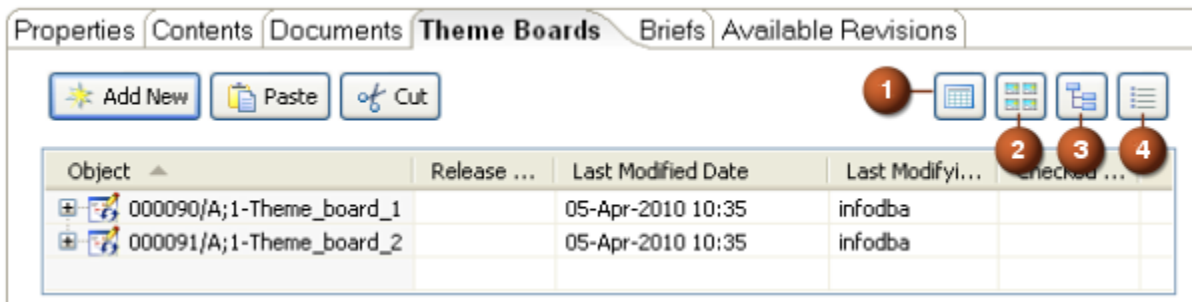 Properties Contents Documents Theme Boards Briefs Available Revisions
Add New Paste Cut 1
2 3 4
Object Release ... Last Modified Date Last Modifyi... Checked ...
000090/A;1-Theme_board_1 05-Apr-2010 10:35 infodba
000091/A;1-Theme_board_2 05-Apr-2010 10:35 infodba